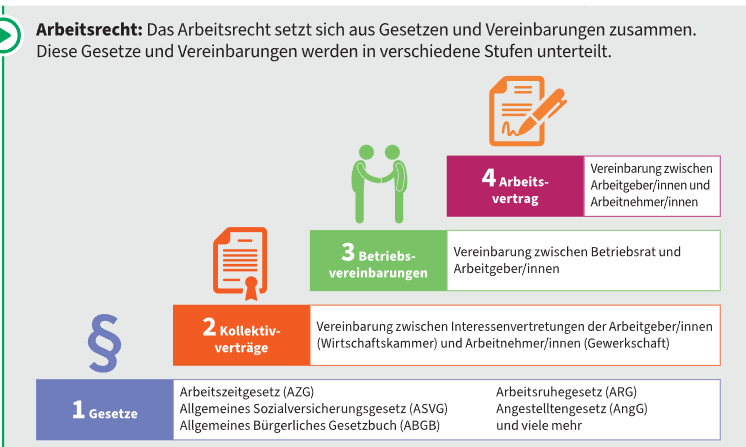 Arbeitsrecht: Das Arbeitsrecht setzt sich aus Gesetzen und Vereinbarungen zusammen.
Diese Gesetze und Vereinbarungen werden in verschiedene Stufen unterteilt.
4 Arbeits-
vertrag
Vereinbarung zwischen
Arbeitgeber/innen und
Arbeitnehmer/innen
3 Betriebs-
vereinbarungen
Vereinbarung zwischen Betriebsrat und
Arbeitgeber/innen
2 Kollektiv-
verträge
Vereinbarung zwischen Interessenvertretungen der Arbeitgeber/innen
(Wirtschaftskammer) und Arbeitnehmer/innen (Gewerkschaft)
§
1 Gesetze
Arbeitszeitgesetz (AZG)
Allgemeines Sozialversicherungsgesetz (ASVG)
Allgemeines Bürgerliches Gesetzbuch (ABGB)
Arbeitsruhegesetz (ARG)
Angestelltengesetz (AngG)
und viele mehr